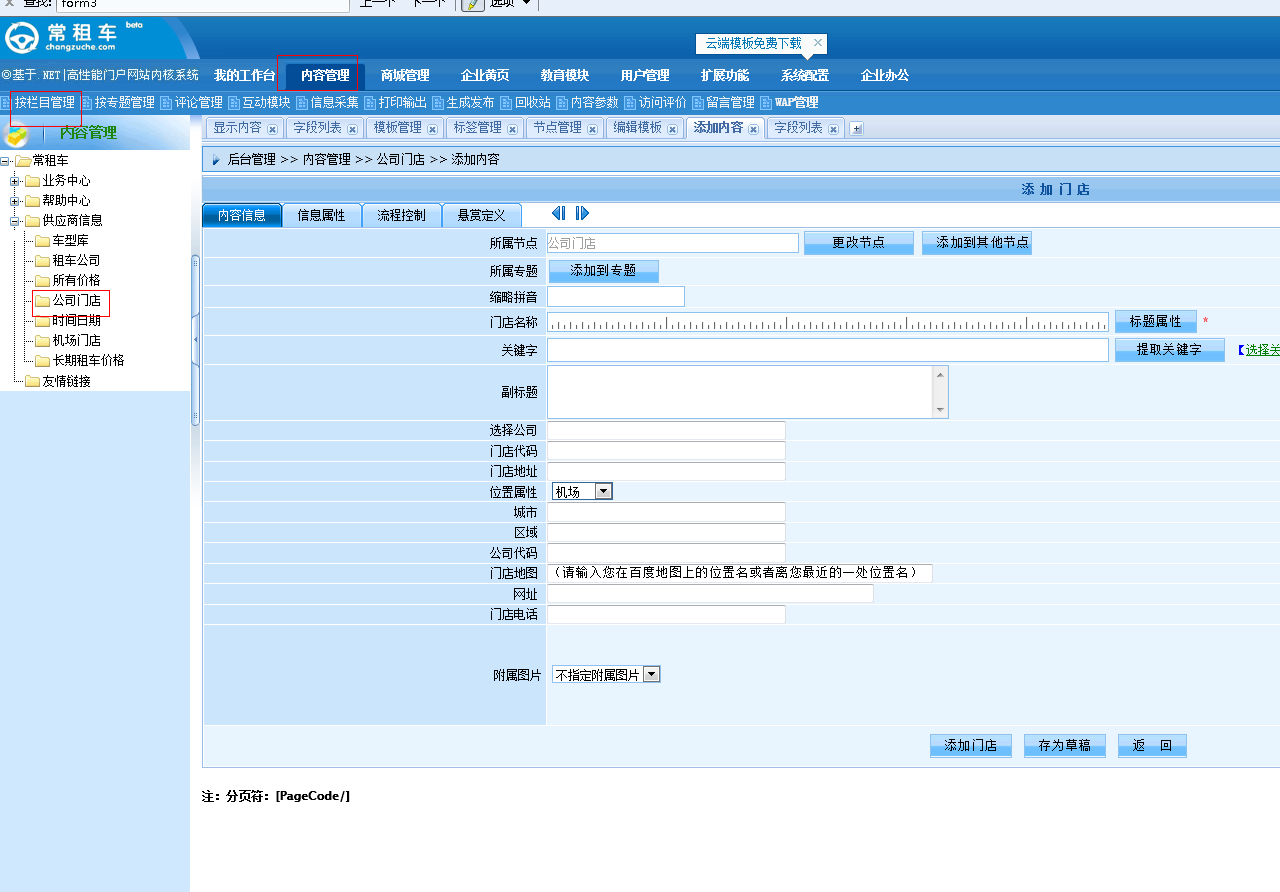 查找: form3 上一个 下一个 选项
常租车 beta
changzuche.com
云端模板免费下载
◎基于.NET|高性能门户网站内核系统 我的工作台 内容管理 商城管理 企业黄页 教育模块 用户管理 扩展功能 系统配置 企业办公
按栏目管理 按专题管理 评论管理 互动模块 信息采集 打印输出 生成发布 回收站 内容参数 访问评价 留言管理 WAP管理
内容管理
显示内容 字段列表 模板管理 标签管理 节点管理 编辑模板 添加内容 字段列表
后台管理 >> 内容管理 >> 公司门店 >> 添加内容
常租车
业务中心
帮助中心
供应商信息
车型库
租车公司
所有价格
公司门店
时间日期
机场门店
长期租车价格
友情链接
添加门店
内容信息 信息属性 流程控制 悬赏定义
所属节点 公司门店 更改节点 添加到其他节点
所属专题 添加到专题
缩略拼音
门店名称 标题属性 *
关键字 提取关键字 【选择关
副标题
选择公司
门店代码
门店地址
位置属性 机场
城市
区域
公司代码
门店地图 （请输入您在百度地图上的位置名或者离您最近的一处位置名）
网址
门店电话
附属图片 不指定附属图片
添加门店 存为草稿 返 回
注：分页符：[PageCode/]